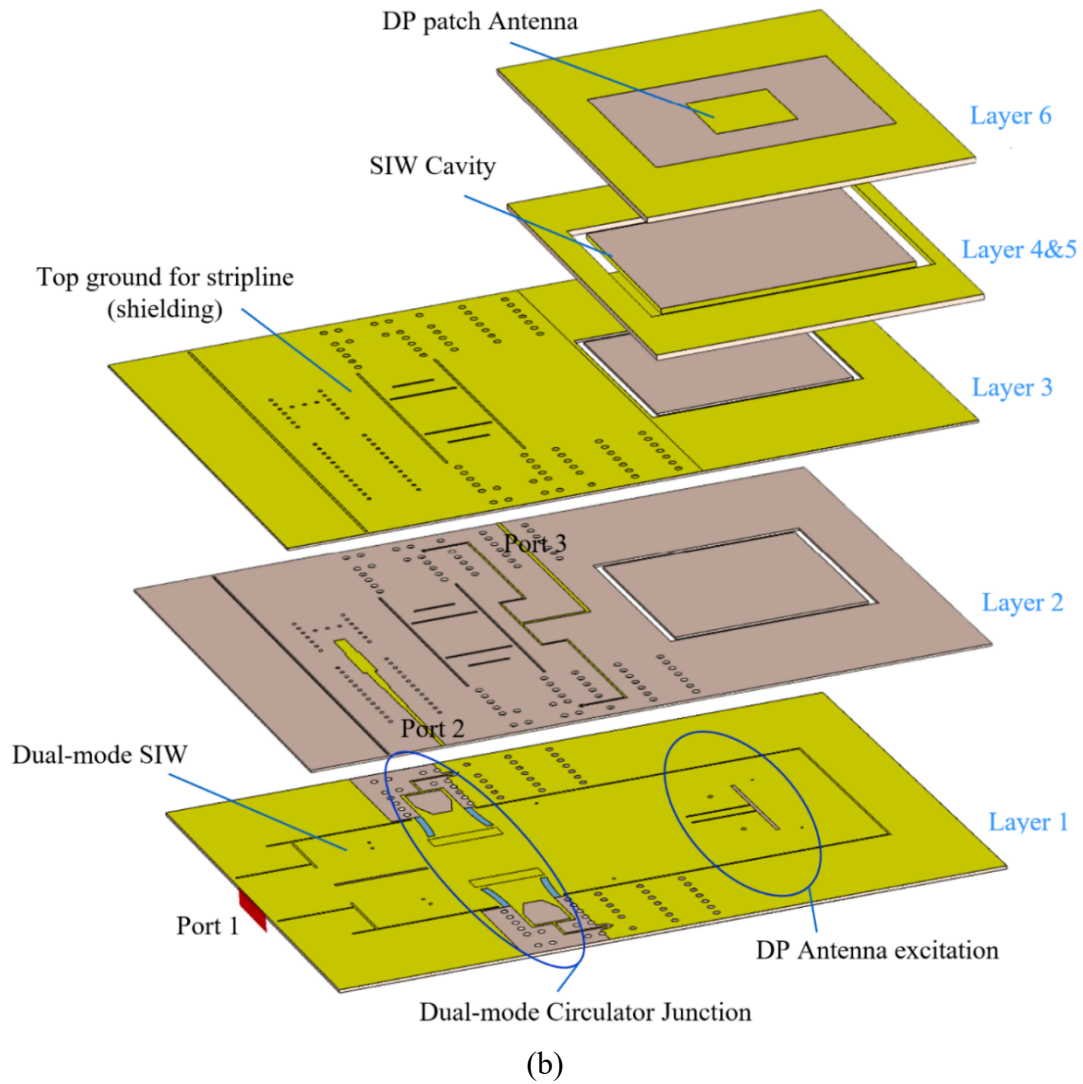 DP patch Antenna
Layer 6
SIW Cavity
Layer 4&5
Top ground for stripline
(shielding)
Layer 3
Port 3
Layer 2
Port 2
Dual-mode SIW
Layer 1
Port 1
DP Antenna excitation
Dual-mode Circulator Junction
(b)